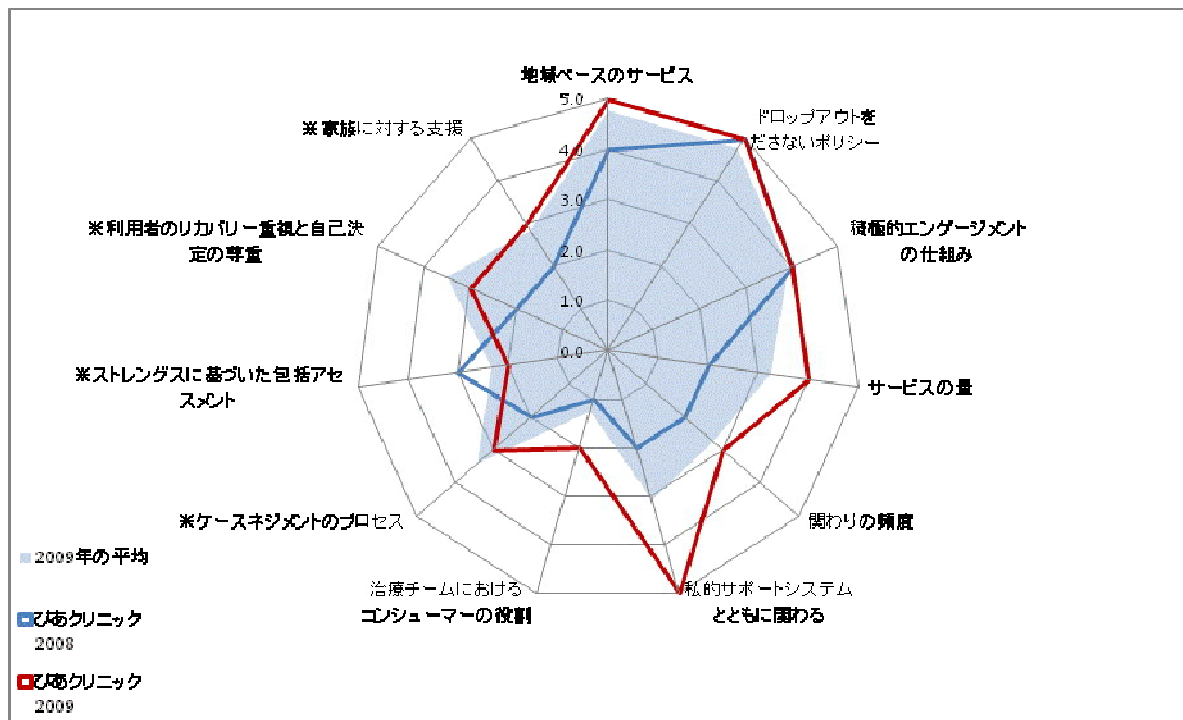 地域ベースのサービス
5.0
4.0
3.0
2.0
1.0
0.0
ドロップアウトを
ださないポリシー
積極的エンゲージメント
の仕組み
サービスの量
関わりの頻度
私的サポートシステム
とともに関わる
治療チームにおける
コンシューマーの役割
※ケースネジメントのプロセス
※ストレングスに基づいた包括アセ
スメント
※利用者のリカバリー重視と自己決
定の尊重
※家族に対する支援
2009年の平均
ぴあクリニック
2008
ぴあクリニック
2009